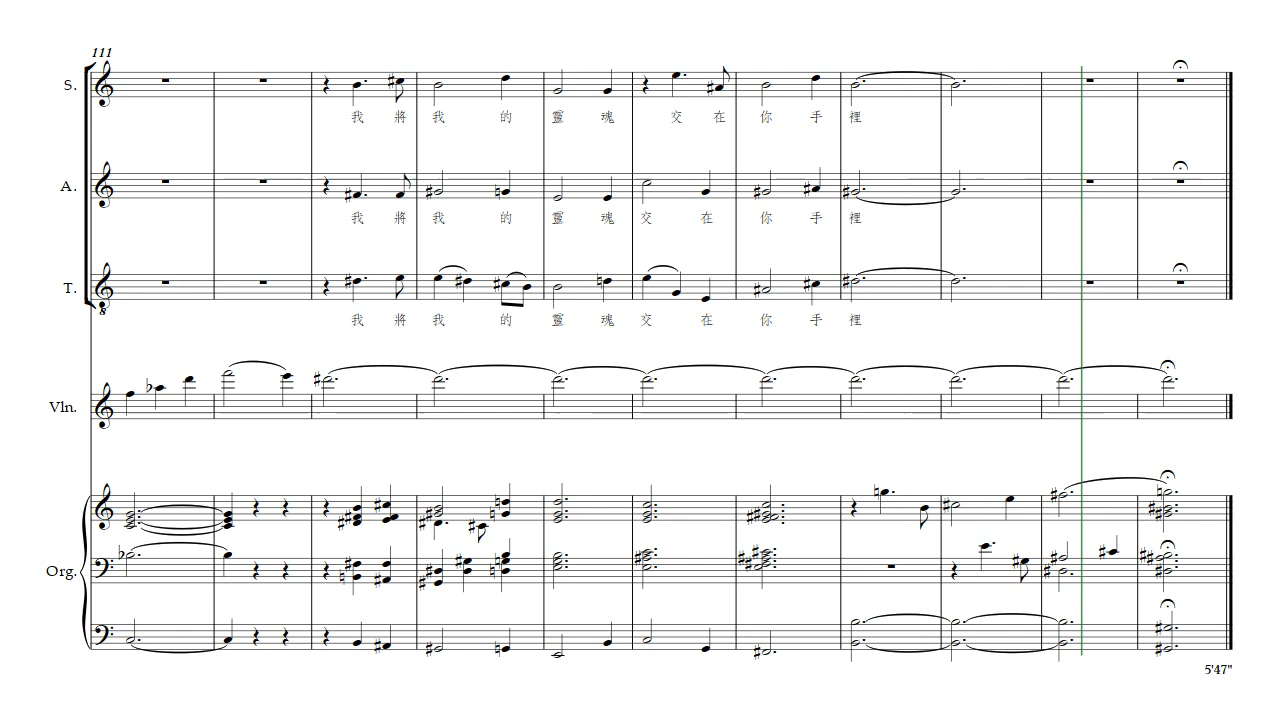 111
S.
我 將 我 的 靈 魂 交 在 你 手 裡
A.
我 將 我 的 靈 魂 交 在 你 手 裡
T.
8
我 將 我 的 靈 魂 交 在 你 手 裡
Vln.
Org.
5'47"